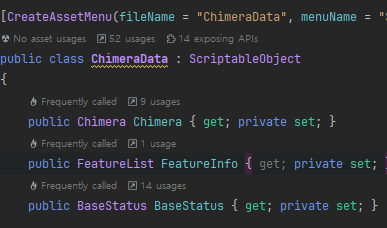 [CreateAssetMenu(fileName = "ChimeraData", menuName = "
No asset usages 52 usages 14 exposing APIs
public class ChimeraData : ScriptableObject
{
Frequently called 9 usages
public Chimera Chimera { get; private set; }
Frequently called 1 usage
public FeatureList FeatureInfo { get; private set; 
Frequently called 14 usages
public BaseStatus BaseStatus { get; private set; }